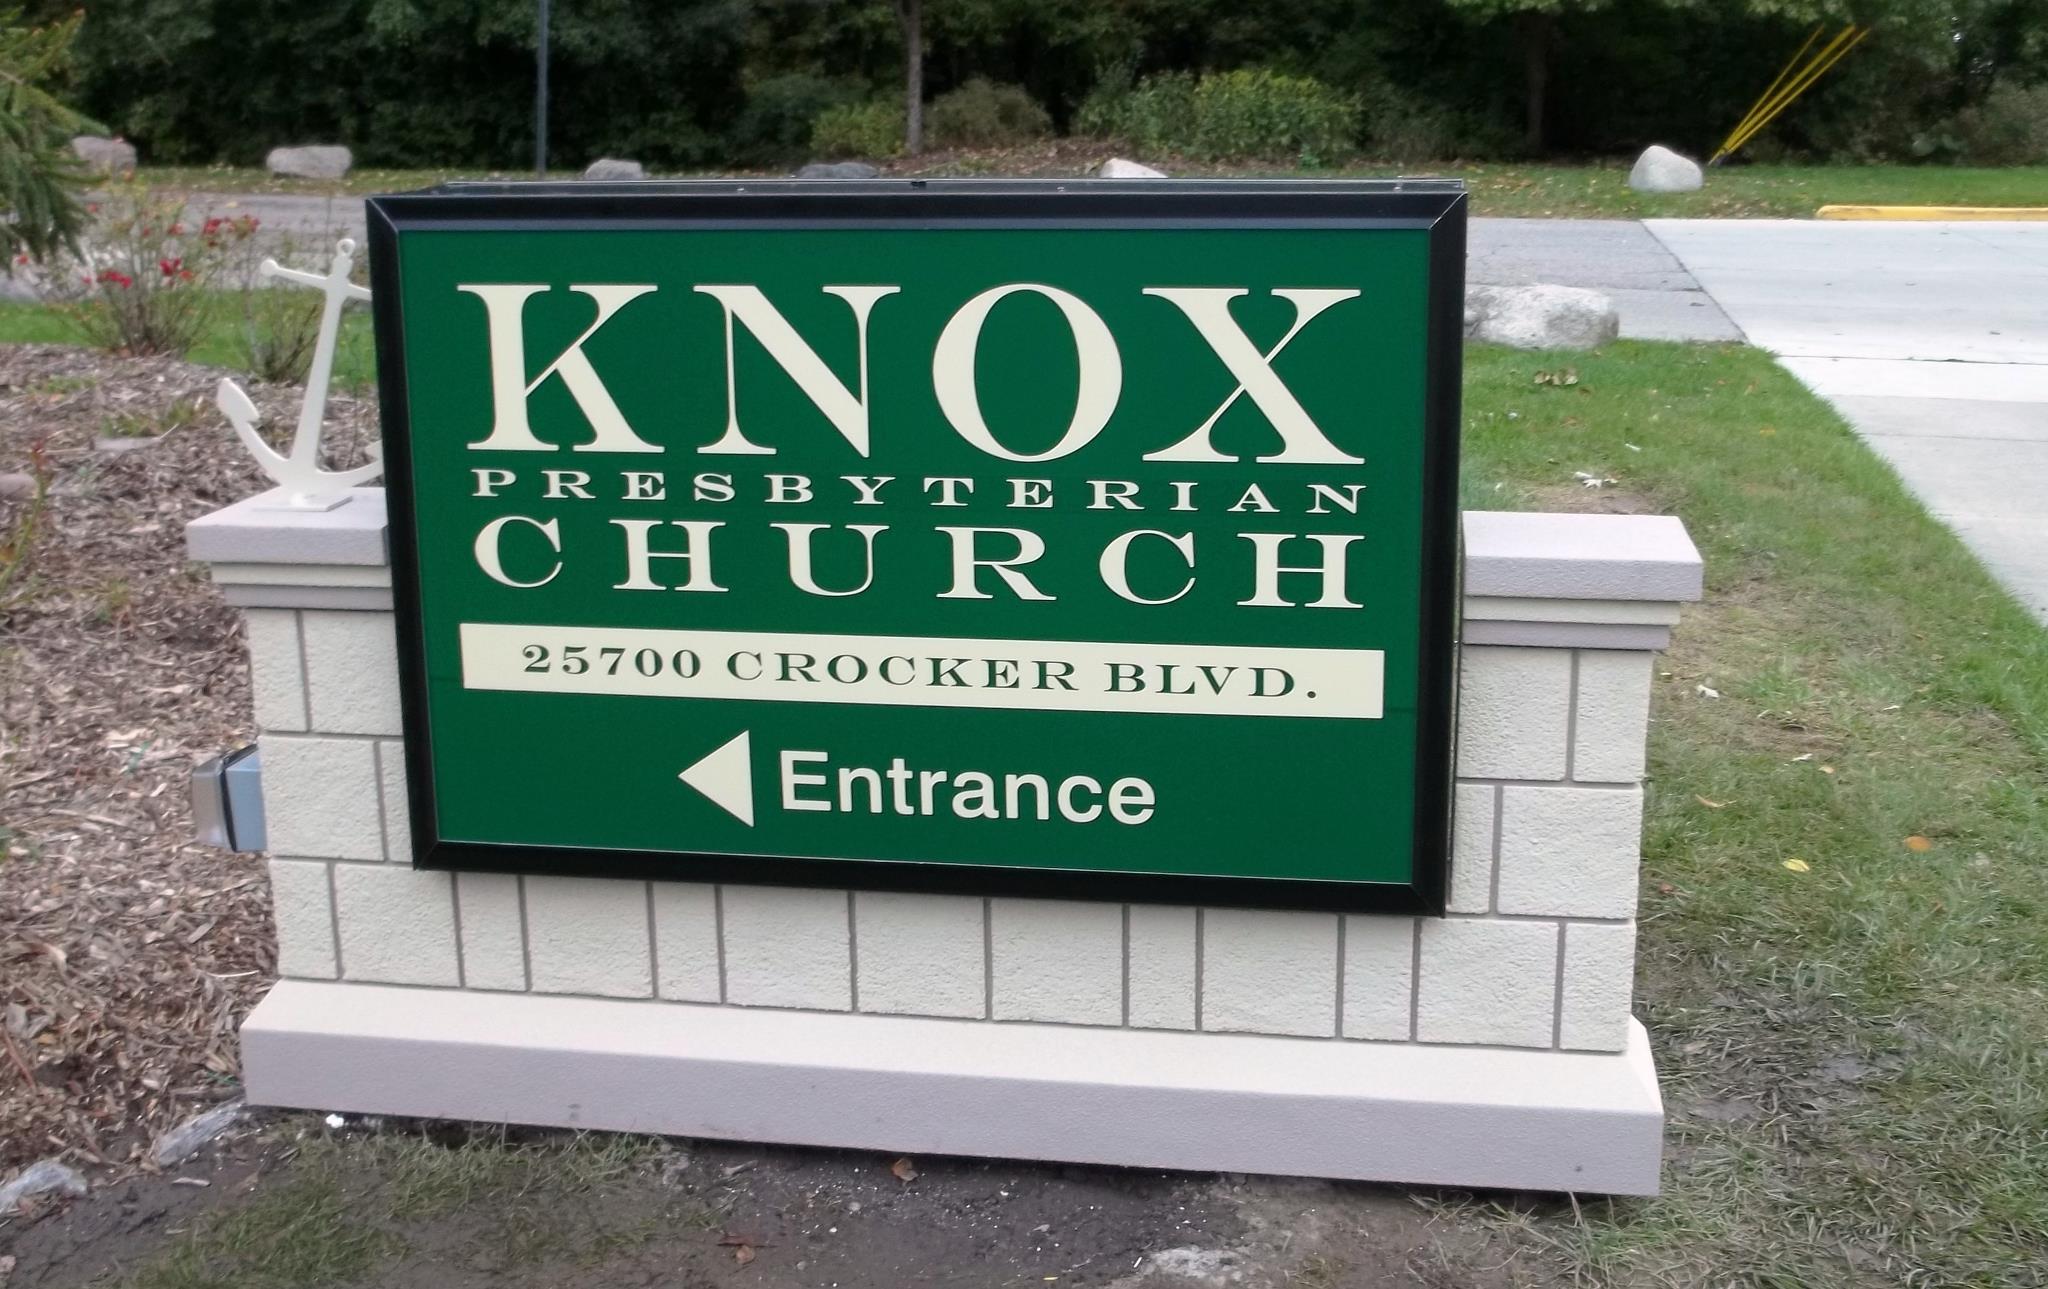 KNOX
PRESBYTERIAN
CHURCH
25700 CROCKER BLVD.
Entrance